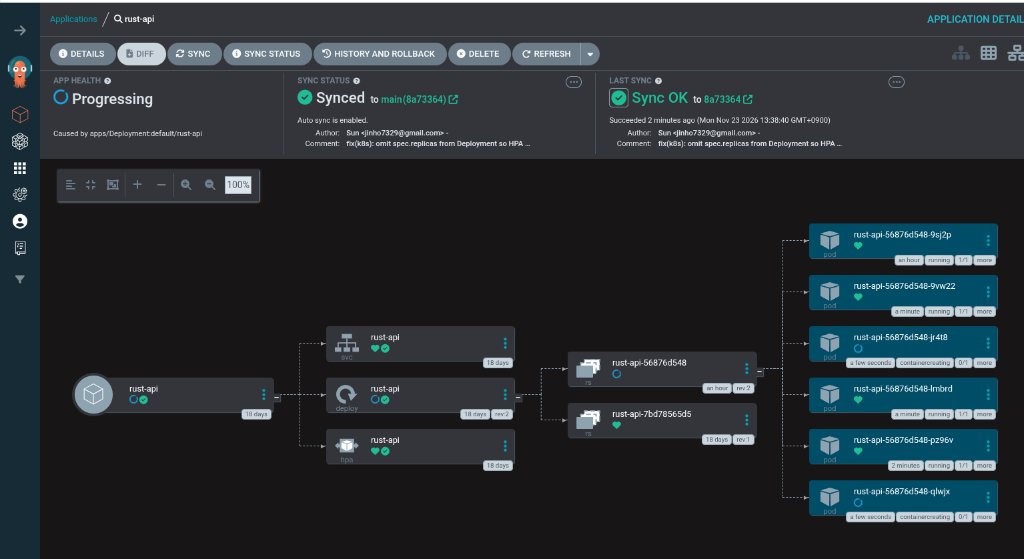 Applications / rust-api
APPLICATION DETAIL
DETAILS
DIFF
SYNC
SYNC STATUS
HISTORY AND ROLLBACK
DELETE
REFRESH
APP HEALTH
Progressing
Caused by apps/Deployment:default/rust-api
SYNC STATUS
Synced to main(8a73364)
Auto sync is enabled.
Author: Sun <jinho7329@gmail.com> -
Comment: fix(k8s): omit spec.replicas from Deployment so HPA ...
LAST SYNC
Sync OK to 8a73364
Succeeded 2 minutes ago (Mon Nov 23 2026 13:38:40 GMT+0900)
Author: Sun <jinho7329@gmail.com> -
Comment: fix(k8s): omit spec.replicas from Deployment so HPA ...
100%
rust-api
18 days
rust-api
svc
18 days
rust-api
deploy
18 days rev:2
rust-api
hpa
18 days
rust-api-56876d548
rs
an hour rev:2
rust-api-7bd78565d5
rs
18 days rev:1
rust-api-56876d548-9sj2p
pod
an hour running 1/1 more
rust-api-56876d548-9vw22
pod
a minute running 1/1 more
rust-api-56876d548-jr4t8
pod
a few seconds containercreating 0/1 more
rust-api-56876d548-lmbrd
pod
a minute running 1/1 more
rust-api-56876d548-pz96v
pod
2 minutes running 1/1 more
rust-api-56876d548-qlwjx
pod
a few seconds containercreating 0/1 more